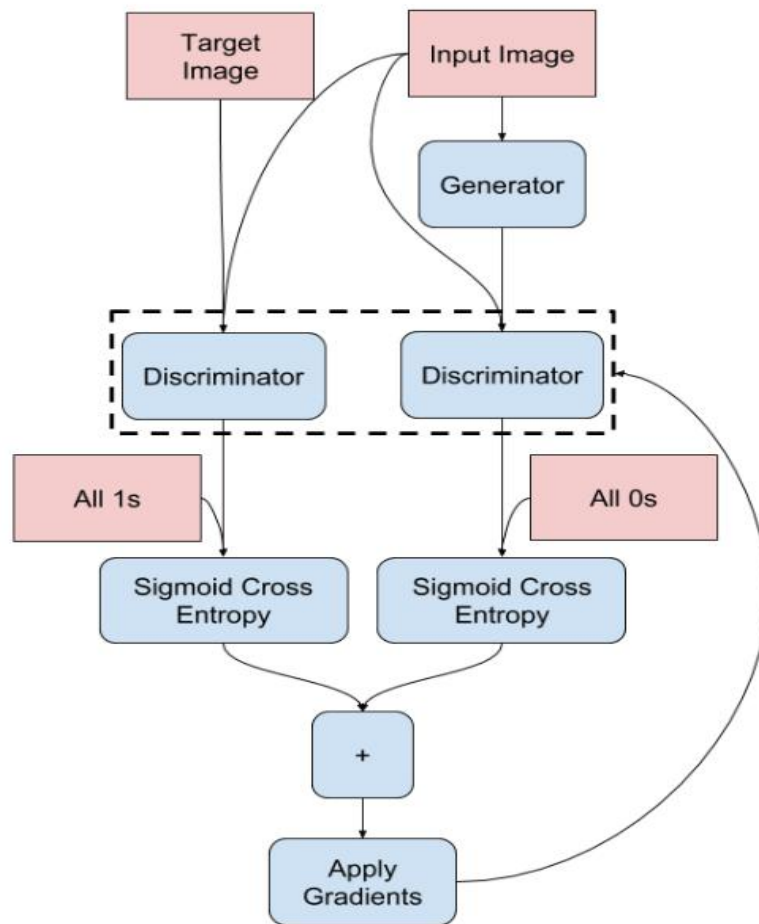 Target
Image
Input Image
Generator
Discriminator
Discriminator
All 1s
All 0s
Sigmoid Cross
Entropy
Sigmoid Cross
Entropy
+
Apply
Gradients